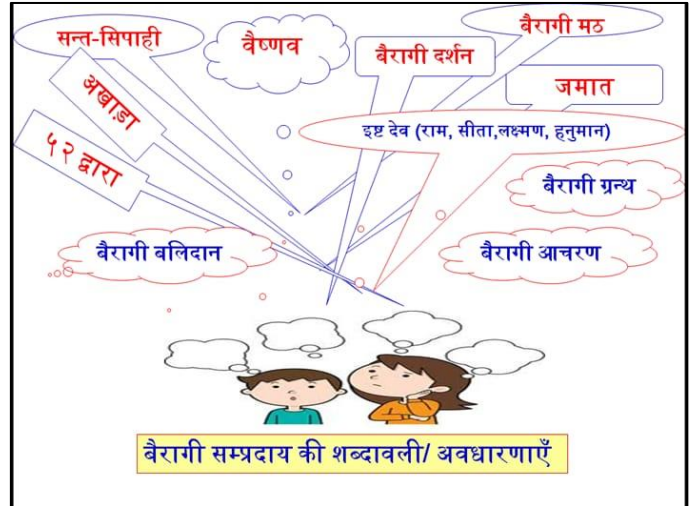 सन्त-सिपाही
वैष्णव
बैरागी मठ
बैरागी दर्शन
अखाड़ा
जमात
इष्ट देव (राम, सीता,लक्ष्मण, हनुमान)
५२ द्वारा
बैरागी ग्रन्थ
बैरागी बलिदान
बैरागी आचरण
बैरागी सम्प्रदाय की शब्दावली/ अवधारणाएँ